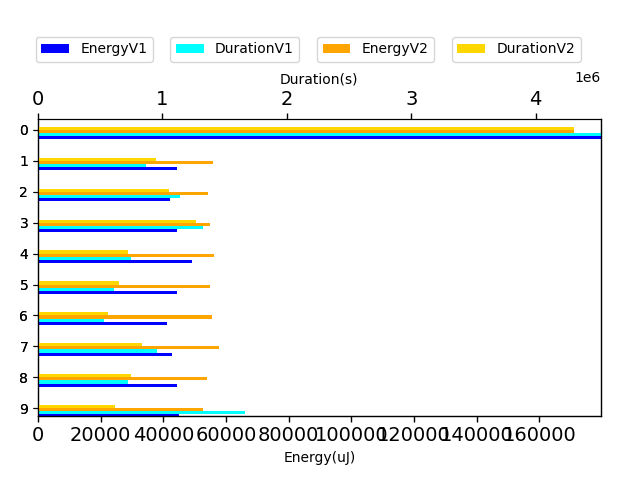 EnergyV1 DurationV1 EnergyV2 DurationV2
Duration(s)
1e6
0 1 2 3 4
0
1
2
3
4
5
6
7
8
9
0 20000 40000 60000 80000 100000 120000 140000 160000
Energy(uJ)